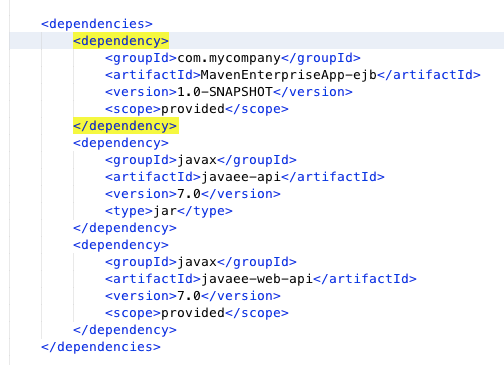 <dependencies>
<dependency>
<groupId>com.mycompany</groupId>
<artifactId>MavenEnterpriseApp-ejb</artifactId>
<version>1.0-SNAPSHOT</version>
<scope>provided</scope>
</dependency>
<dependency>
<groupId>javax</groupId>
<artifactId>javaee-api</artifactId>
<version>7.0</version>
<type>jar</type>
</dependency>
<dependency>
<groupId>javax</groupId>
<artifactId>javaee-web-api</artifactId>
<version>7.0</version>
<scope>provided</scope>
</dependency>
</dependencies>